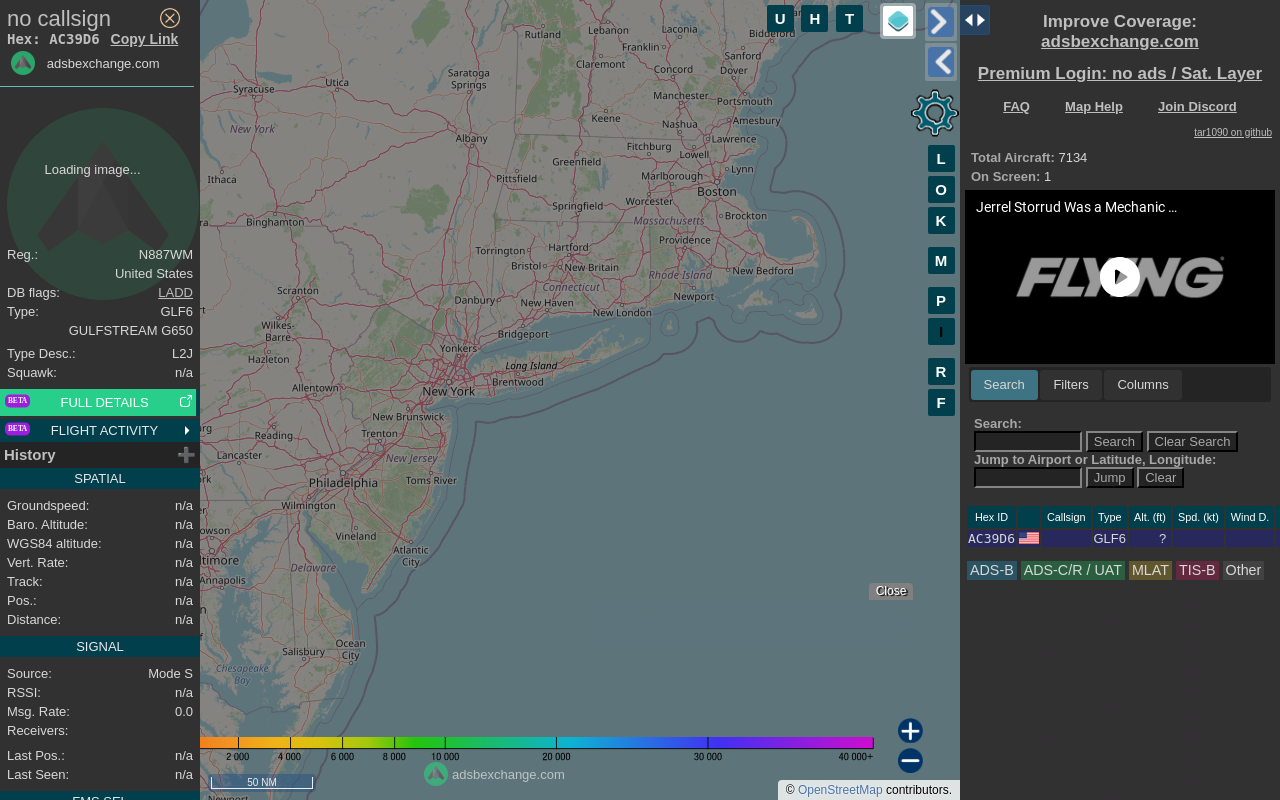 no callsign
Hex: AC39D6 Copy Link
adsbexchange.com
Loading image...
Reg.: N887WM
United States
DB flags: LADD
Type: GLF6
GULFSTREAM G650
Type Desc.: L2J
Squawk: n/a
BETA FULL DETAILS
BETA FLIGHT ACTIVITY
History
SPATIAL
Groundspeed: n/a
Baro. Altitude: n/a
WGS84 altitude: n/a
Vert. Rate: n/a
Track: n/a
Pos.: n/a
Distance: n/a
SIGNAL
Source: Mode S
RSSI: n/a
Msg. Rate: 0.0
Receivers:
Last Pos.: n/a
Last Seen: n/a
FMS SEL
U H T
L
O
K
M
P
I
R
F
Rutland
Lebanon
Laconia
Biddeford
Franklin
Sanford
Claremont
Concord
Dover
Saratoga
Springs
Utica
Syracuse
Manchester
Portsmouth
Keene
Nashua
Amesbury
New York
Albany
Lawrence
Fitchburg
Lowell
Greenfield
Lynn
Ithaca
Pittsfield
Marlborough
Boston
Worcester
Springfield
Brockton
Binghamton
Massachusetts
Providence
Torrington
Hartford
Bristol
New Britain
Rhode Island
New Bedford
Connecticut
Newport
Scranton
Danbury
New Haven
New London
Wilkes-
Barre
Bridgeport
Yonkers
Hazleton
Long Island
Brentwood
Allentown
New York
New Brunswick
Reading
Trenton
Lancaster
New Jersey
Toms River
Philadelphia
Wilmington
Vineland
Atlantic
City
Annapolis
Delaware
Ocean
City
Salisbury
Chesapeake
Bay
Close
2 000 4 000 6 000 8 000 10 000 20 000 30 000 40 000+
50 NM
adsbexchange.com
Newport
© OpenStreetMap contributors.
Improve Coverage:
adsbexchange.com
Premium Login: no ads / Sat. Layer
FAQ Map Help Join Discord
tar1090 on github
Total Aircraft: 7134
On Screen: 1
Jerrel Storrud Was a Mechanic ...
FLYING
Search Filters Columns
Search:
Search Clear Search
Jump to Airport or Latitude, Longitude:
Jump Clear
Hex ID Callsign Type Alt. (ft) Spd. (kt) Wind D.
AC39D6 GLF6 ?
ADS-B ADS-C/R / UAT MLAT TIS-B Other